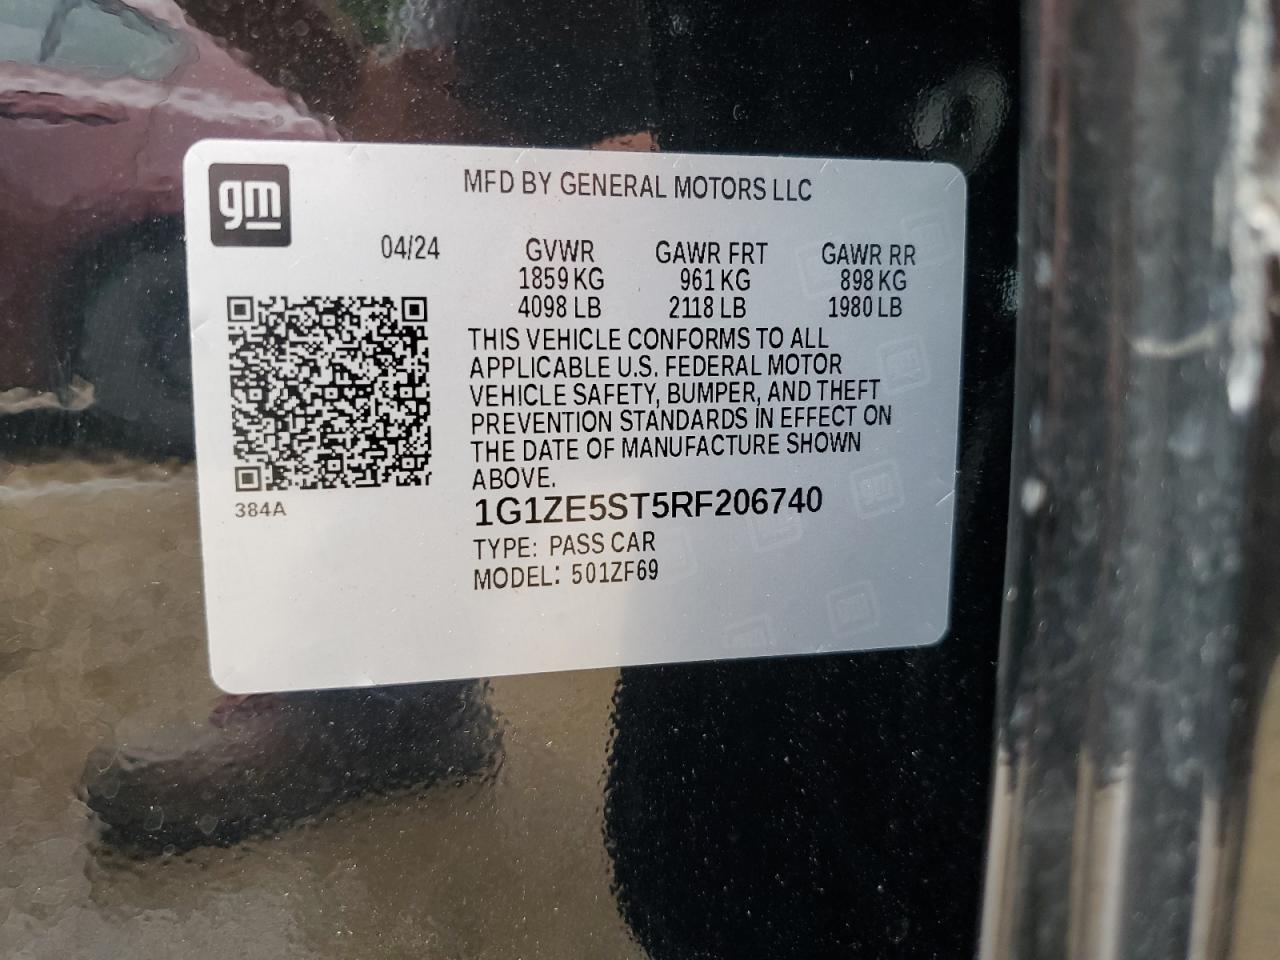 gm
MFD BY GENERAL MOTORS LLC
04/24 GVWR GAWR FRT GAWR RR
1859 KG 961 KG 898 KG
4098 LB 2118 LB 1980 LB
THIS VEHICLE CONFORMS TO ALL
APPLICABLE U.S. FEDERAL MOTOR
VEHICLE SAFETY, BUMPER, AND THEFT
PREVENTION STANDARDS IN EFFECT ON
THE DATE OF MANUFACTURE SHOWN
ABOVE.
384A
1G1ZE5ST5RF206740
TYPE: PASS CAR
MODEL: 501ZF69